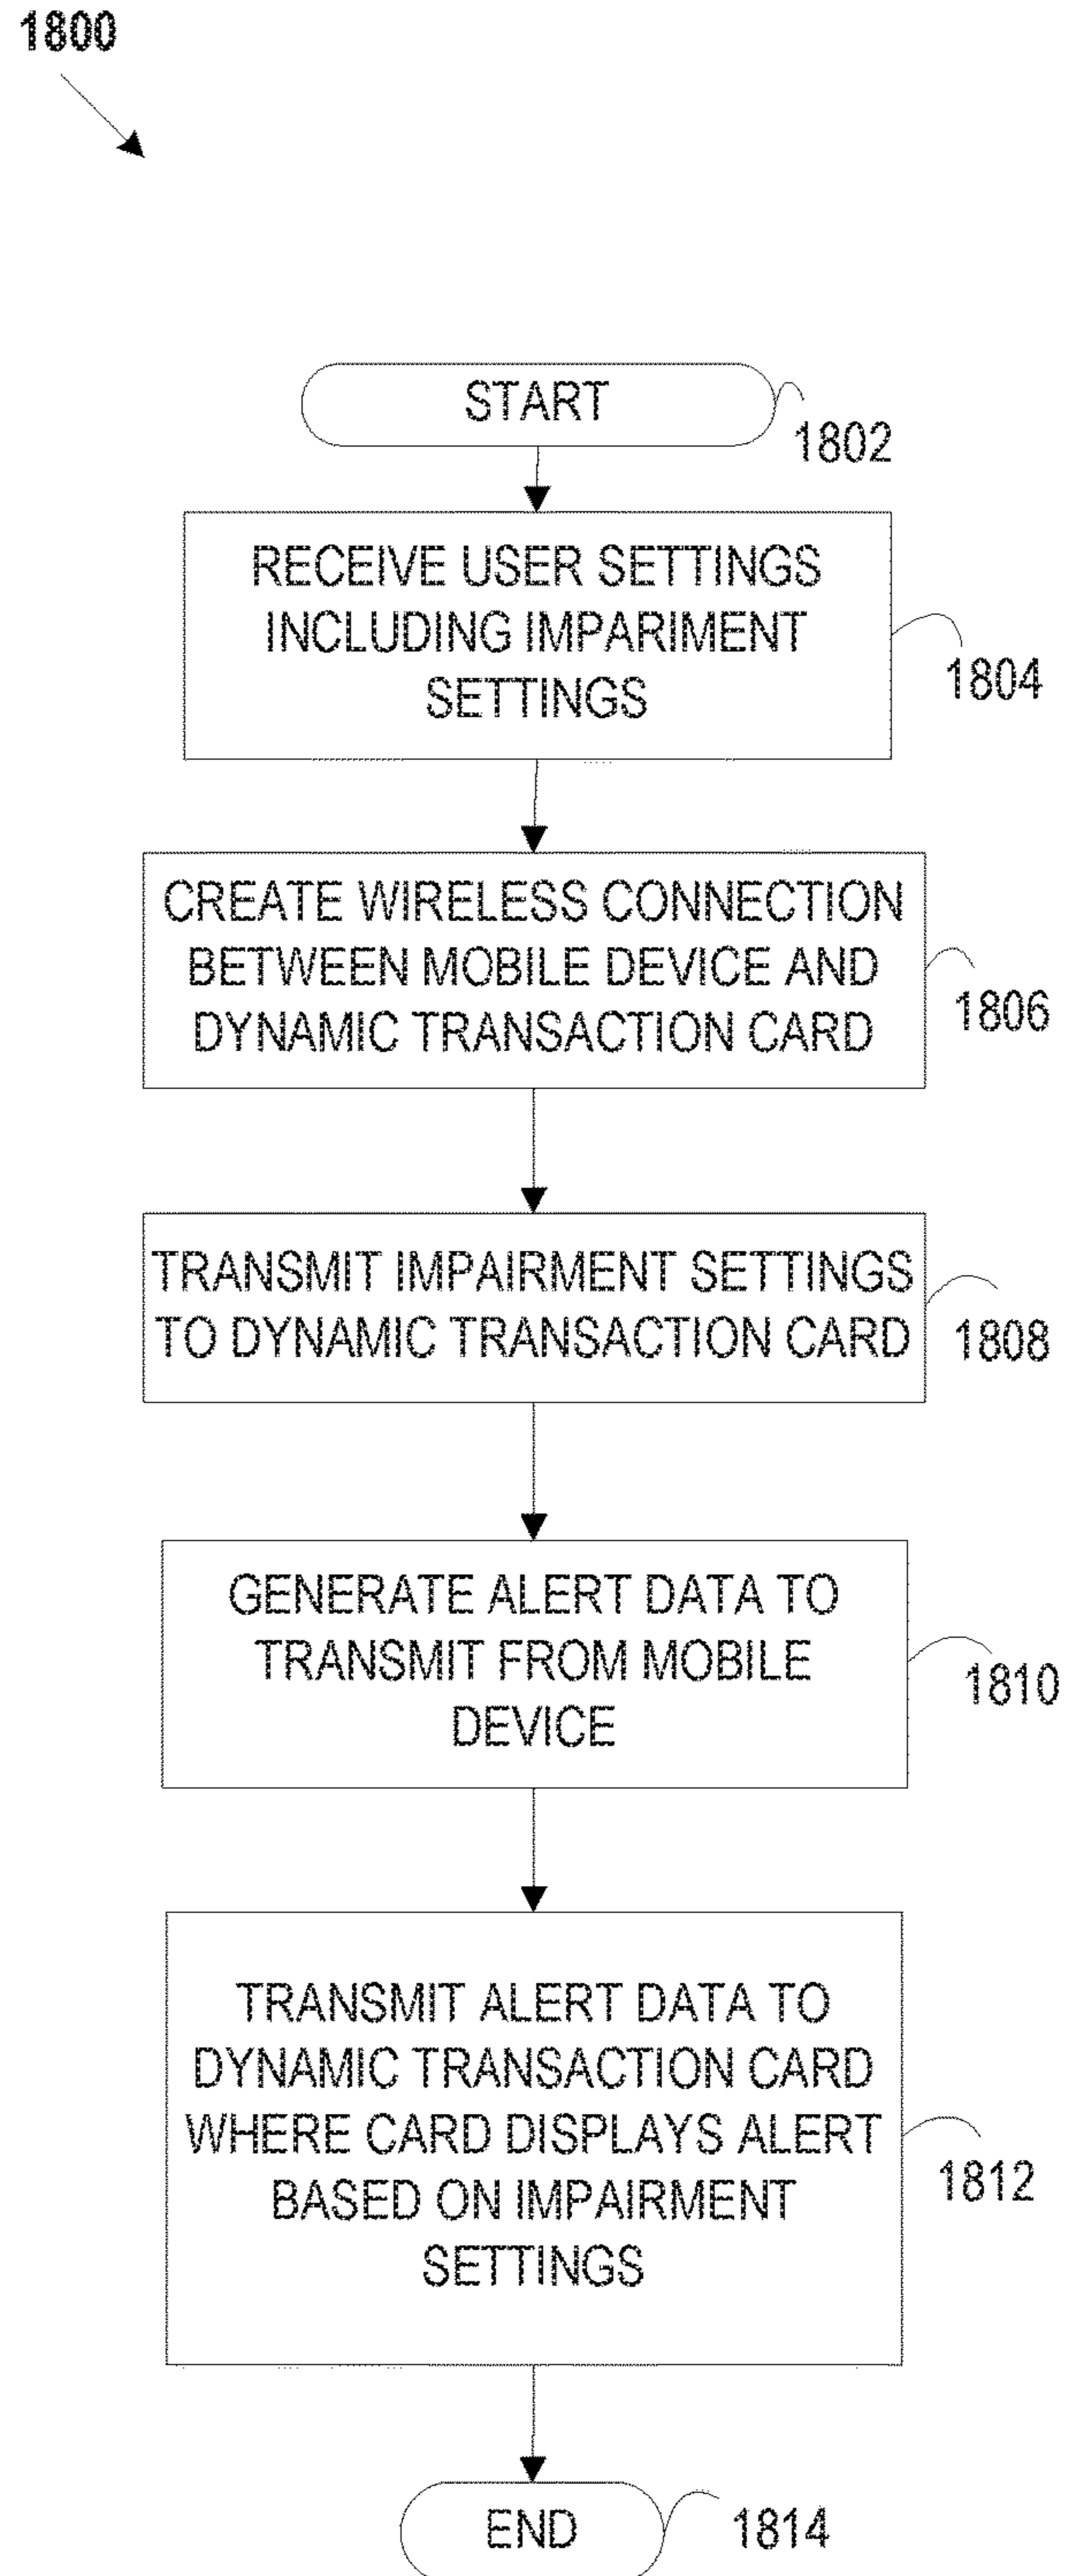 1800
START
1802
RECEIVE USER SETTINGS
INCLUDING IMPARIMENT
SETTINGS
1804
CREATE WIRELESS CONNECTION
BETWEEN MOBILE DEVICE AND
DYNAMIC TRANSACTION CARD
1806
TRANSMIT IMPAIRMENT SETTINGS
TO DYNAMIC TRANSACTION CARD
1808
GENERATE ALERT DATA TO
TRANSMIT FROM MOBILE
DEVICE
1810
TRANSMIT ALERT DATA TO
DYNAMIC TRANSACTION CARD
WHERE CARD DISPLAYS ALERT
BASED ON IMPAIRMENT
SETTINGS
1812
END
1814